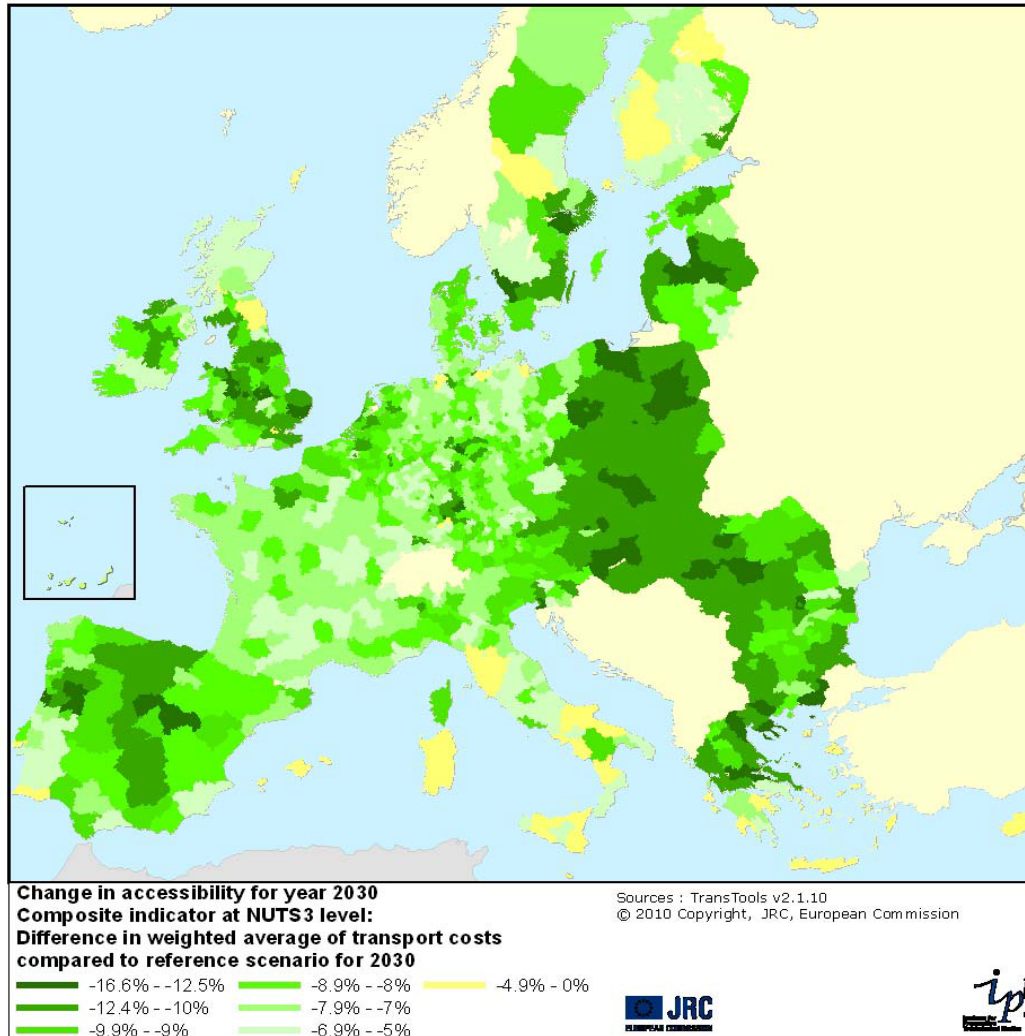 Change in accessibility for year 2030
Composite indicator at NUTS3 level:
Difference in weighted average of transport costs
compared to reference scenario for 2030
-16.6% - -12.5%
-8.9% - -8%
-4.9% - 0%
-12.4% - -10%
-7.9% - -7%
-9.9% - -9%
-6.9% - -5%
Sources : TransTools v2.1.10
© 2010 Copyright, JRC, European Commission
JRC
EUROPEAN COMMISSION